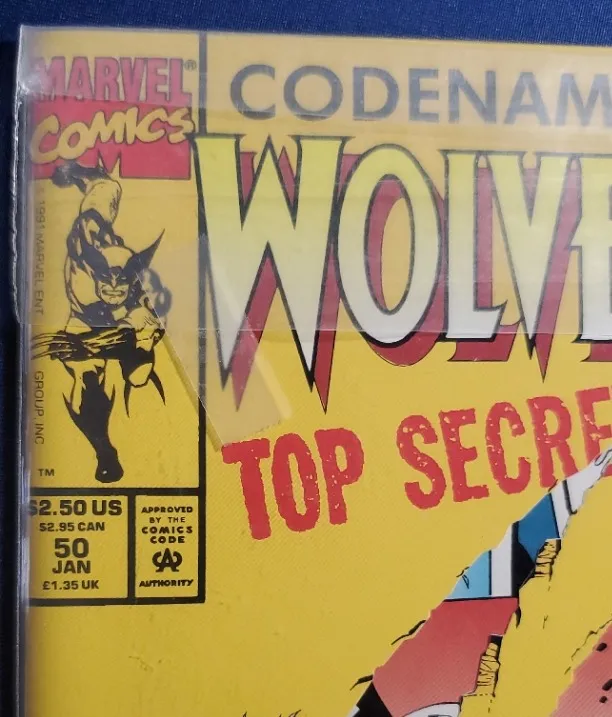 MARVEL®
COMICS
CODENAM
WOLVE
TOP SECRE
1991 MARVEL ENT. GROUP, INC
TM
$2.50 US
$2.95 CAN
50
JAN
£1.35 UK
APPROVED
BY THE
COMICS
CODE
CA
AUTHORITY